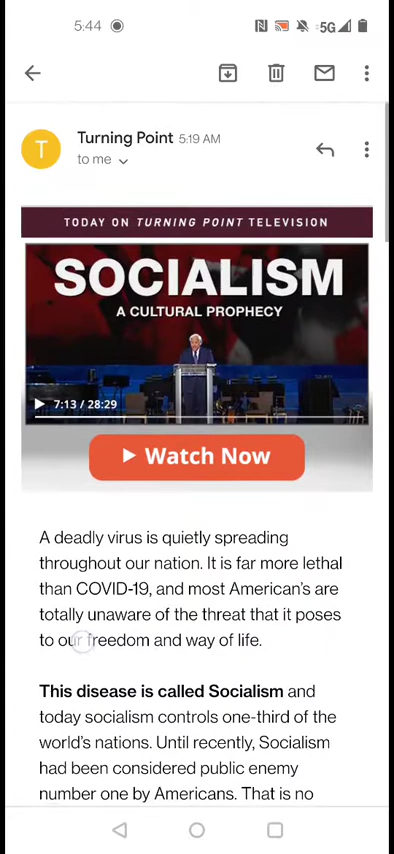 5:44
5G
Turning Point 5:19 AM
T
to me
TODAY ON TURNING POINT TELEVISION
SOCIALISM
A CULTURAL PROPHECY
7:13 / 28:29
Watch Now
A deadly virus is quietly spreading
throughout our nation. It is far more lethal
than COVID-19, and most American's are
totally unaware of the threat that it poses
to our freedom and way of life.
This disease is called Socialism and
today socialism controls one-third of the
world's nations. Until recently, Socialism
had been considered public enemy
number one by Americans. That is no